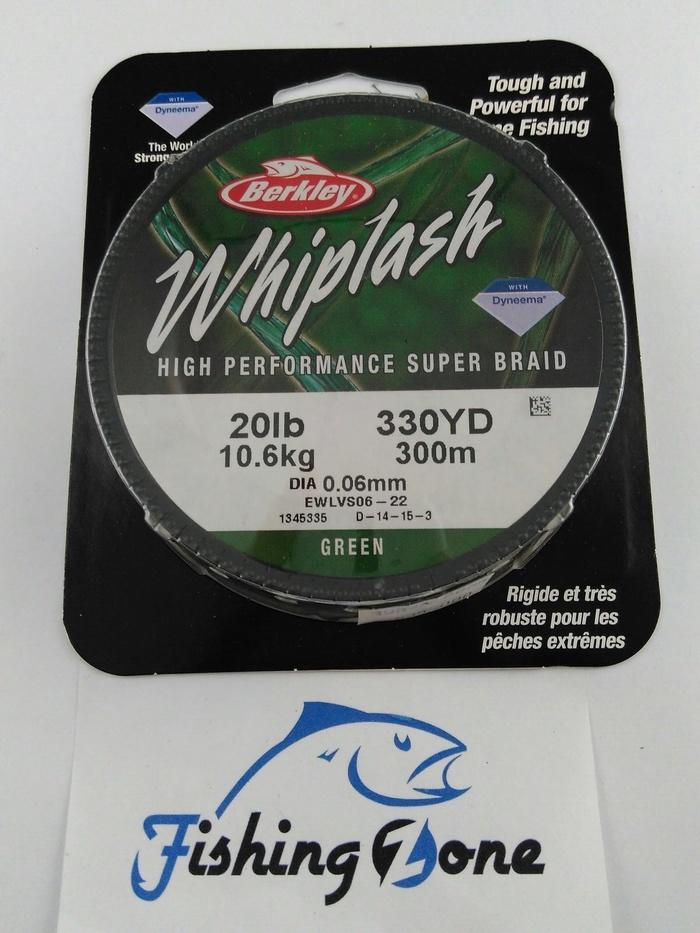 WITH
Dyneema®
The
Tough and
Powerful for
Fishing
Berkley®
Whiplash
WITH
Dyneema®
HIGH PERFORMANCE SUPER BRAID
20lb 330YD
10.6kg 300m
DIA 0.06mm
EWLVS06-22
1345335 D-14-15-3
GREEN
Rigide et très
robuste pour les
pêches extrêmes
Fishing Zone